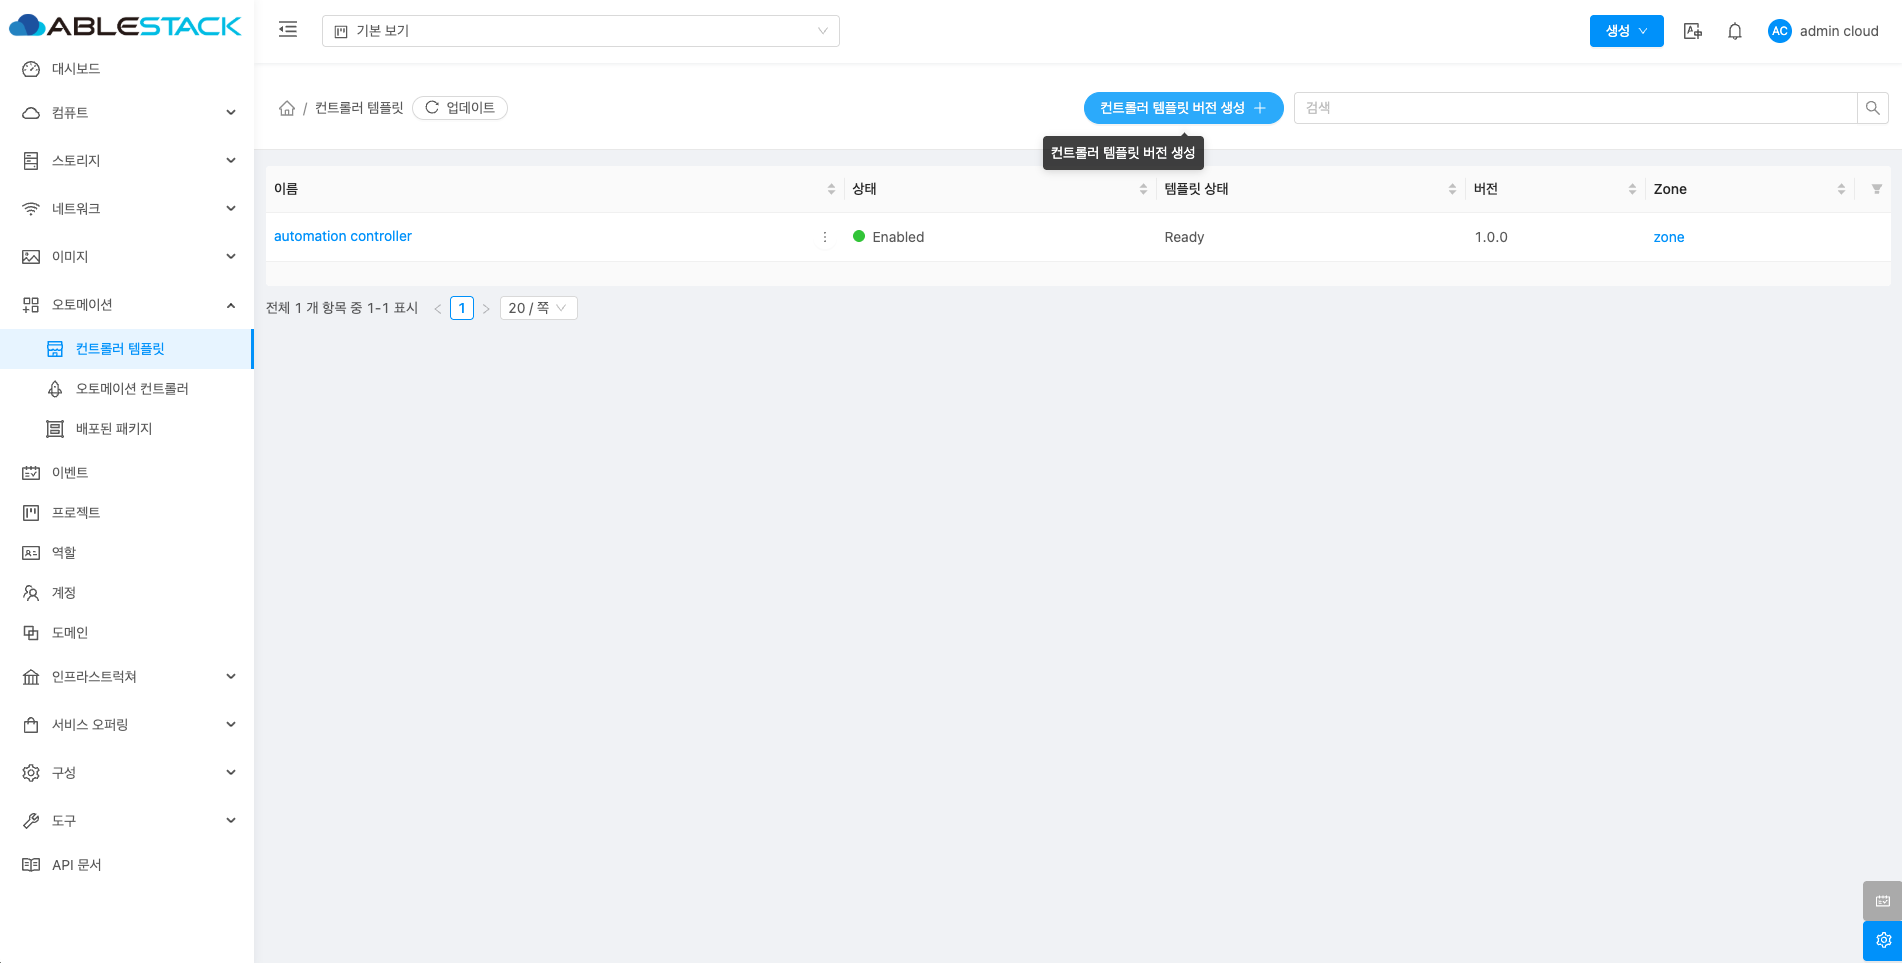 ABLESTACK
기본 보기
생성
AC admin cloud
대시보드
컴퓨트
스토리지
네트워크
이미지
오토메이션
컨트롤러 템플릿
오토메이션 컨트롤러
배포된 패키지
이벤트
프로젝트
역할
계정
도메인
인프라스트럭쳐
서비스 오퍼링
구성
도구
API 문서
/ 컨트롤러 템플릿 업데이트
컨트롤러 템플릿 버전 생성
검색
컨트롤러 템플릿 버전 생성
이름 상태 템플릿 상태 버전 Zone
automation controller Enabled Ready 1.0.0 zone
전체 1 개 항목 중 1-1 표시 1 20 / 쪽